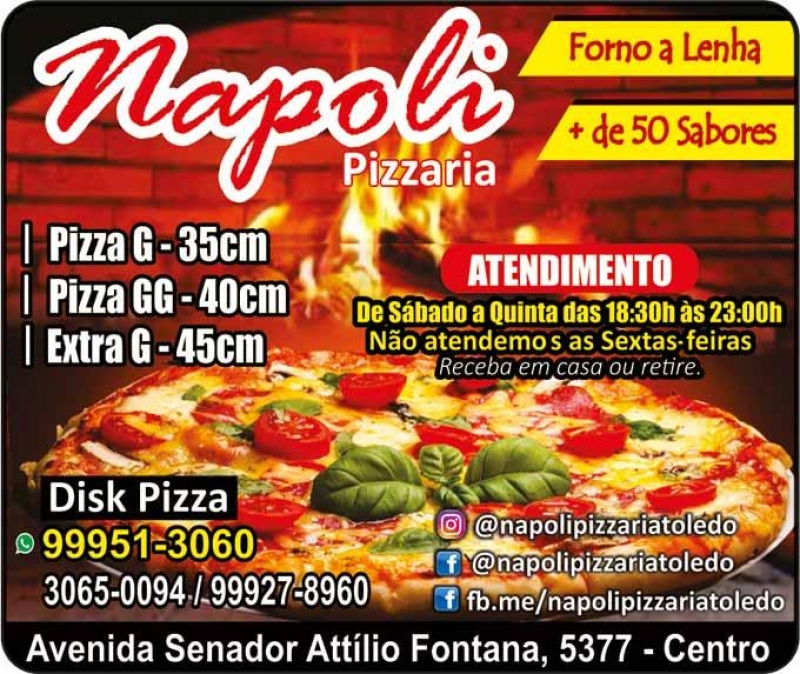 Napoli
Pizzaria
Forno a Lenha
+ de 50 Sabores
| Pizza G - 35cm
| Pizza GG - 40cm
| Extra G - 45cm
ATENDIMENTO
De Sábado a Quinta das 18:30h às 23:00h
Não atendemos as Sextas-feiras
Receba em casa ou retire.
Disk Pizza
99951-3060
3065-0094 / 99927-8960
@napolipizzariatoledo
@napolipizzariatoledo
fb.me/napolipizzariatoledo
Avenida Senador Attílio Fontana, 5377 - Centro